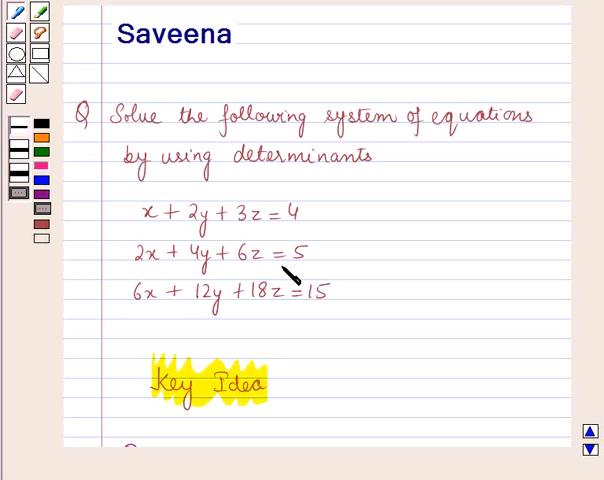 Saveena
Q Solve the following system of equations
by using determinants
x + 2y + 3z = 4
2x + 4y + 6z = 5
6x + 12y + 18z = 15
Key Idea